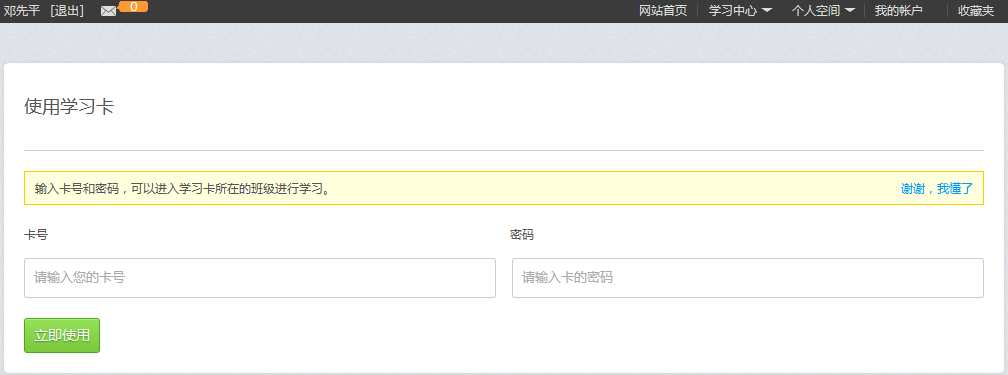 邓先平 [退出] 0 网站首页 学习中心 个人空间 我的帐户 收藏夹
使用学习卡
输入卡号和密码，可以进入学习卡所在的班级进行学习。 谢谢，我懂了
卡号 密码
请输入您的卡号 请输入卡的密码
立即使用